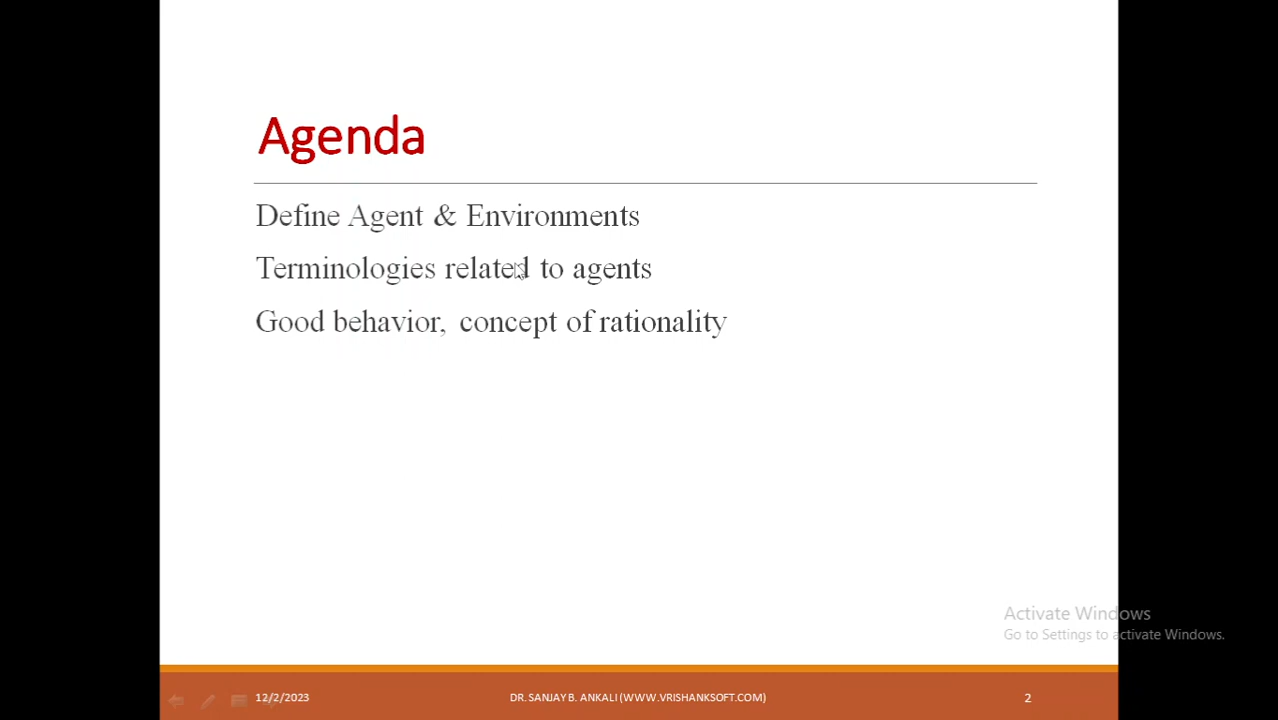 Agenda
Define Agent & Environments
Terminologies related to agents
Good behavior, concept of rationality
Activate Windows
Go to Settings to activate Windows.
12/2/2023
DR. SANJAY B. ANKALI (WWW.VRISHANKSOFT.COM)
2